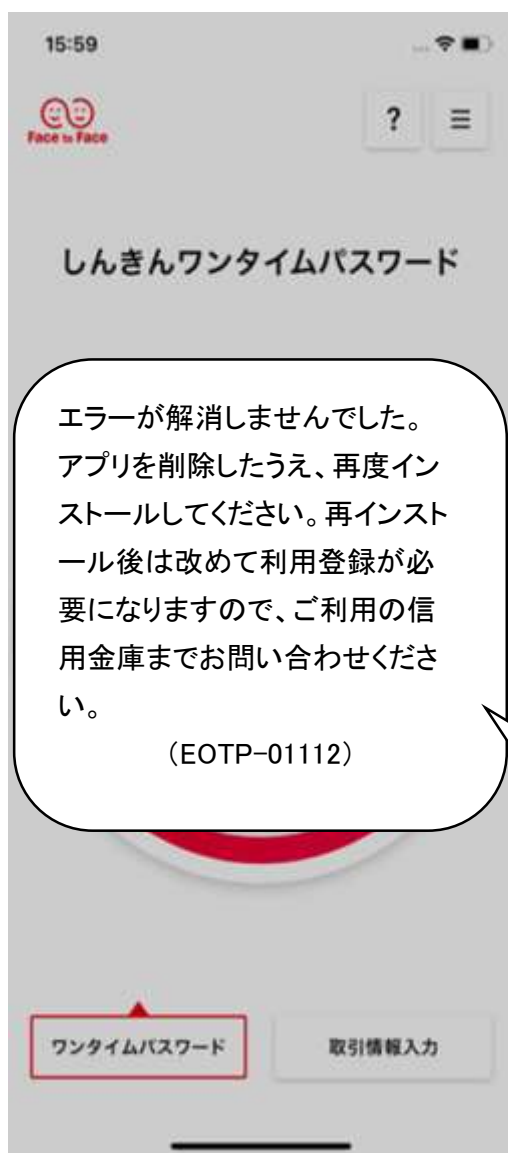 15:59
Face to Face
?
しんきんワンタイムパスワード
エラーが解消しませんでした。
アプリを削除したうえ、再度イン
ストールしてください。再インスト
ール後は改めて利用登録が必
要になりますので、ご利用の信
用金庫までお問い合わせくださ
い。
（EOTP-01112）
ワンタイムパスワード
取引情報入力